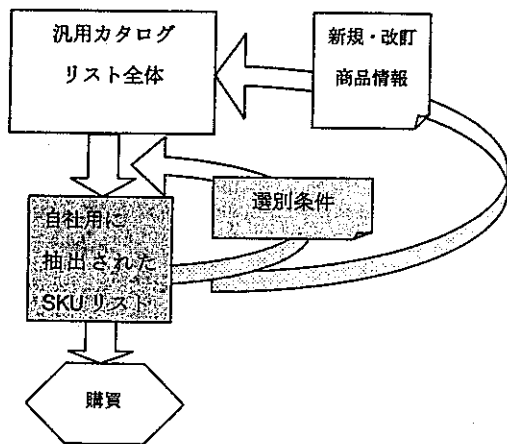 汎用カタログ
リスト全体
新規・改訂
商品情報
選別条件
自社用に
抽出された
SKUリスト
購買